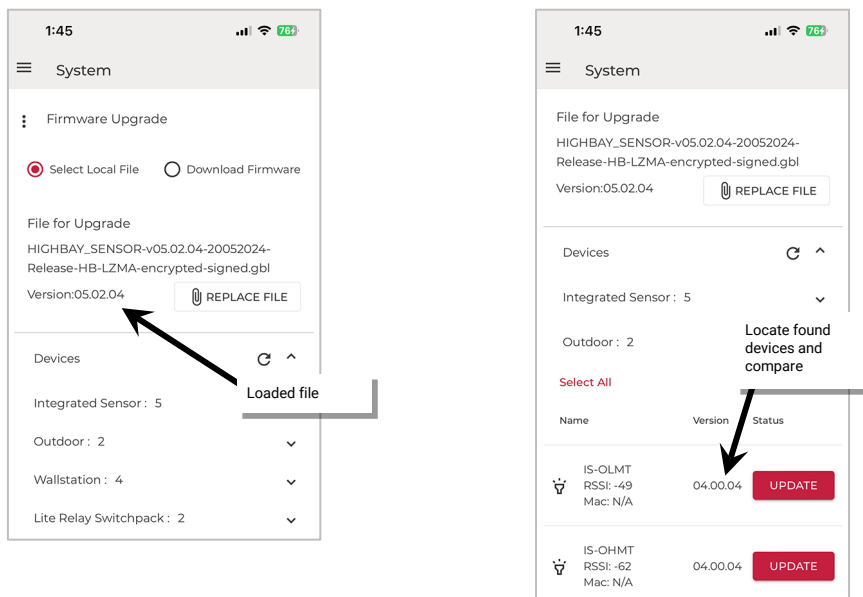 1:45
76
System
Firmware Upgrade
Select Local File
Download Firmware
File for Upgrade
HIGHBAY_SENSOR-v05.02.04-20052024-
Release-HB-LZMA-encrypted-signed.gbl
Version:05.02.04
REPLACE FILE
Devices
Loaded file
Integrated Sensor : 5
Outdoor : 2
Wallstation : 4
Lite Relay Switchpack : 2
1:45
76
System
File for Upgrade
HIGHBAY_SENSOR-v05.02.04-20052024-
Release-HB-LZMA-encrypted-signed.gbl
Version:05.02.04
REPLACE FILE
Devices
Integrated Sensor : 5
Outdoor : 2
Locate found
devices and
compare
Select All
Name Version Status
IS-OLMT
RSSI: -49 04.00.04 UPDATE
Mac: N/A
IS-OHMT
RSSI: -62 04.00.04 UPDATE
Mac: N/A